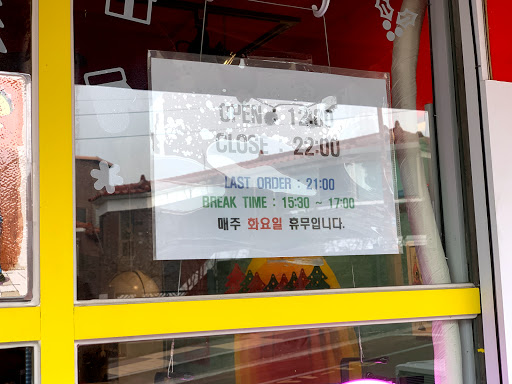 OPEN : 12:00
CLOSE : 22:00
LAST ORDER : 21:00
BREAK TIME : 15:30 ~ 17:00
매주 화요일 휴무입니다.